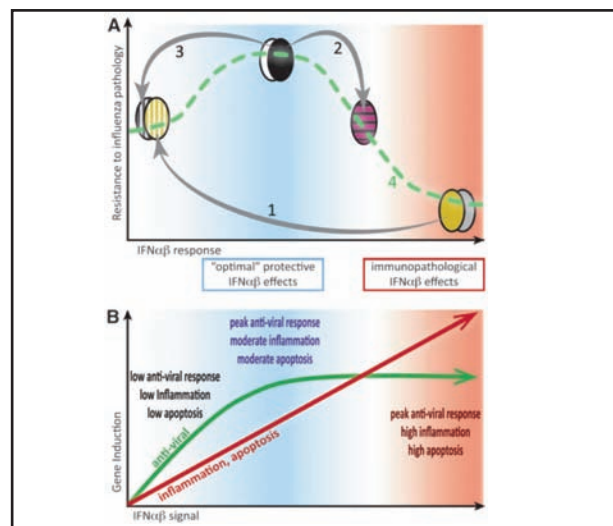 A
Resistance to influenza pathology
3
2
1
4
IFNαβ response
"optimal" protective
IFNαβ effects
immunopathological
IFNαβ effects
B
Gene Induction
peak anti-viral response
moderate inflammation
moderate apoptosis
low anti-viral response
low Inflammation
low apoptosis
anti-viral
inflammation, apoptosis
peak anti-viral response
high inflammation
high apoptosis
IFNαβ signal